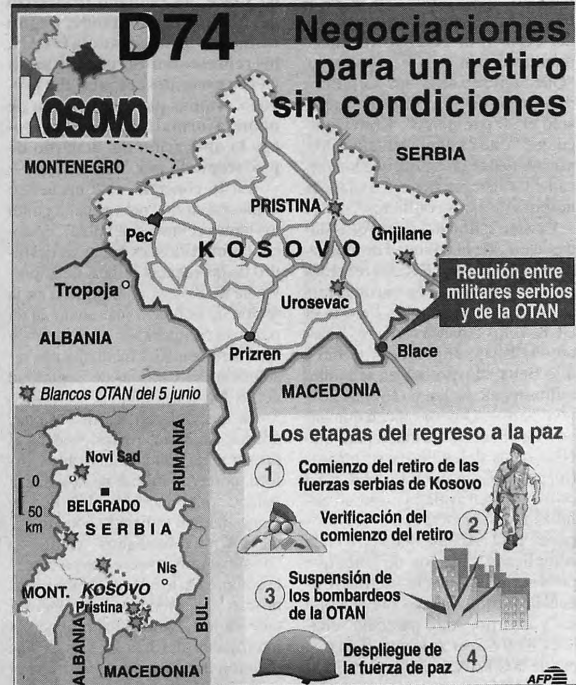 D74
Negociaciones
para un retiro
sin condiciones
KOSOVO
MONTENEGRO
SERBIA
PRISTINA
Gnjilane
Pec
KOSOVO
Reunión entre
militares serbios
y de la OTAN
Tropoja
Urosevac
ALBANIA
Prizren
Blace
MACEDONIA
Blancos OTAN del 5 junio
Novi Sad
RUMANIA
0
50
km
BELGRADO
SERBIA
Nis
MONT.
KOSOVO
Pristina
BUL.
ALBANIA
MACEDONIA
Los etapas del regreso a la paz
1 Comienzo del retiro de las
fuerzas serbias de Kosovo
Verificación del
comienzo del retiro 2
3 Suspensión de
los bombardeos
de la OTAN
Despliegue de
la fuerza de paz 4
AFP